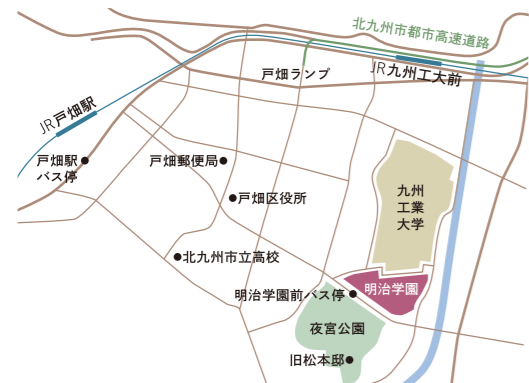 北九州市都市高速道路
戸畑ランプ
JR九州工大前
JR戸畑駅
戸畑駅
バス停
戸畑郵便局
戸畑区役所
九州
工業
大学
北九州市立高校
明治学園前バス停
明治学園
夜宮公園
旧松本邸